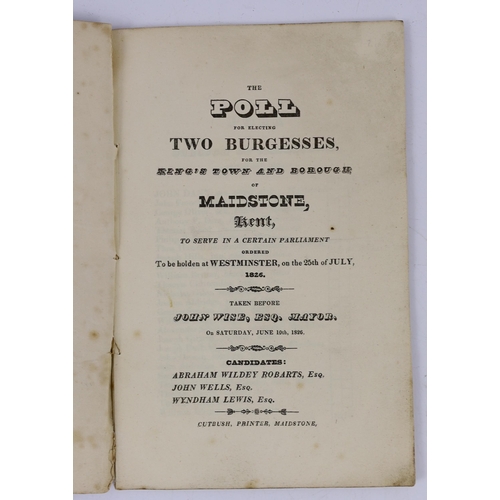 THE
POLL
FOR ELECTING
TWO BURGESSES,
FOR THE
KING'S TOWN AND BOROUGH,
OF
MAIDSTONE,
Kent,
TO SERVE IN A CERTAIN PARLIAMENT
ORDERED
To be holden at WESTMINSTER, on the 25th of JULY,
1826.
TAKEN BEFORE
JOHN WISE, ESQ. MAYOR.
On SATURDAY, JUNE 10th, 1826.
CANDIDATES:
ABRAHAM WILDEY ROBARTS, Esq.
JOHN WELLS, Esq.
WYNDHAM LEWIS, Esq.
CUTBUSH, PRINTER, MAIDSTONE,